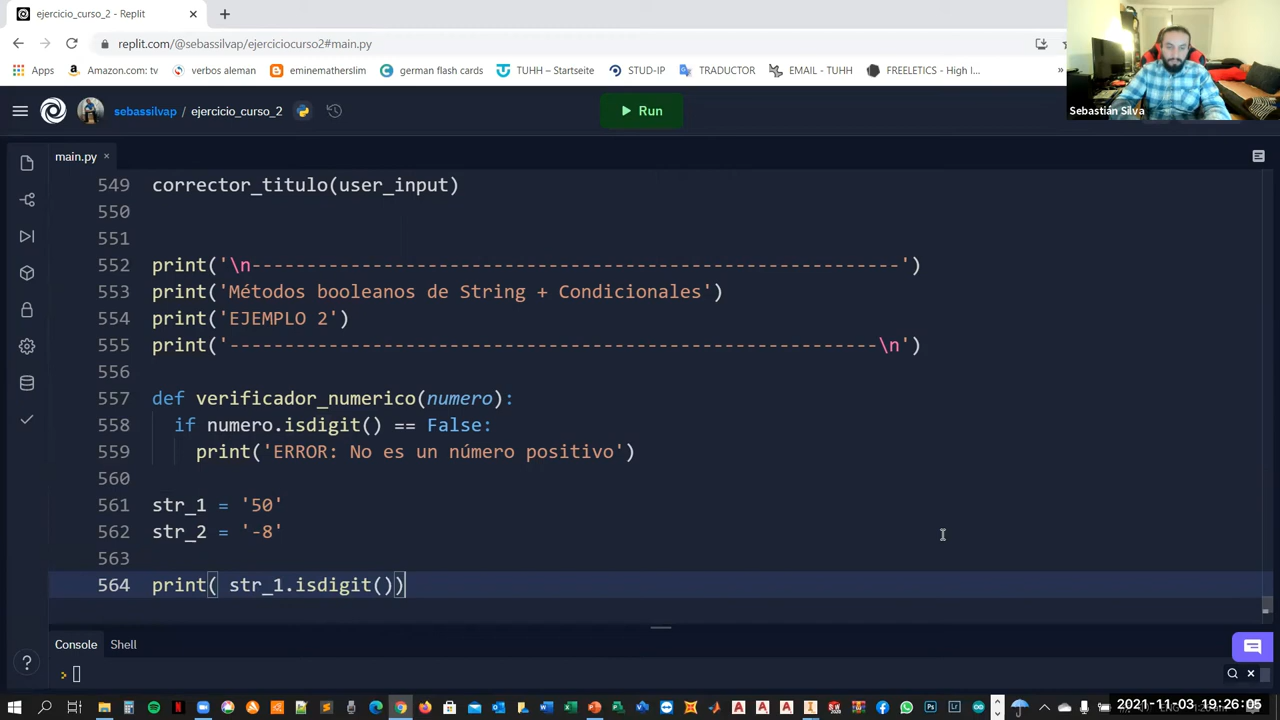 ejercicio_curso_2 - Replit
replit.com/@sebassilvap/ejerciciocurso2#main.py
Apps Amazon.com: tv verbos aleman eminematherslim german flash card TUHH – Startseite STUD-IP TRADUCTOR EMAIL - TUHH FREELETICS - High I... »
Sebastián Silva
sebassilvap / ejercicio_curso_2 Run
main.py
549 corrector_titulo(user_input)
550
551
552 print('\n-------------------------------------------------------------')
553 print('Métodos booleanos de String + Condicionales')
554 print('EJEMPLO 2')
555 print('-----------------------------------------------------------\n')
556
557 def verificador_numerico(numero):
558 if numero.isdigit() == False:
559 print('ERROR: No es un número positivo')
560
561 str_1 = '50'
562 str_2 = '-8'
563
564 print( str_1.isdigit())
Console Shell
2021-11-03 19:26:05